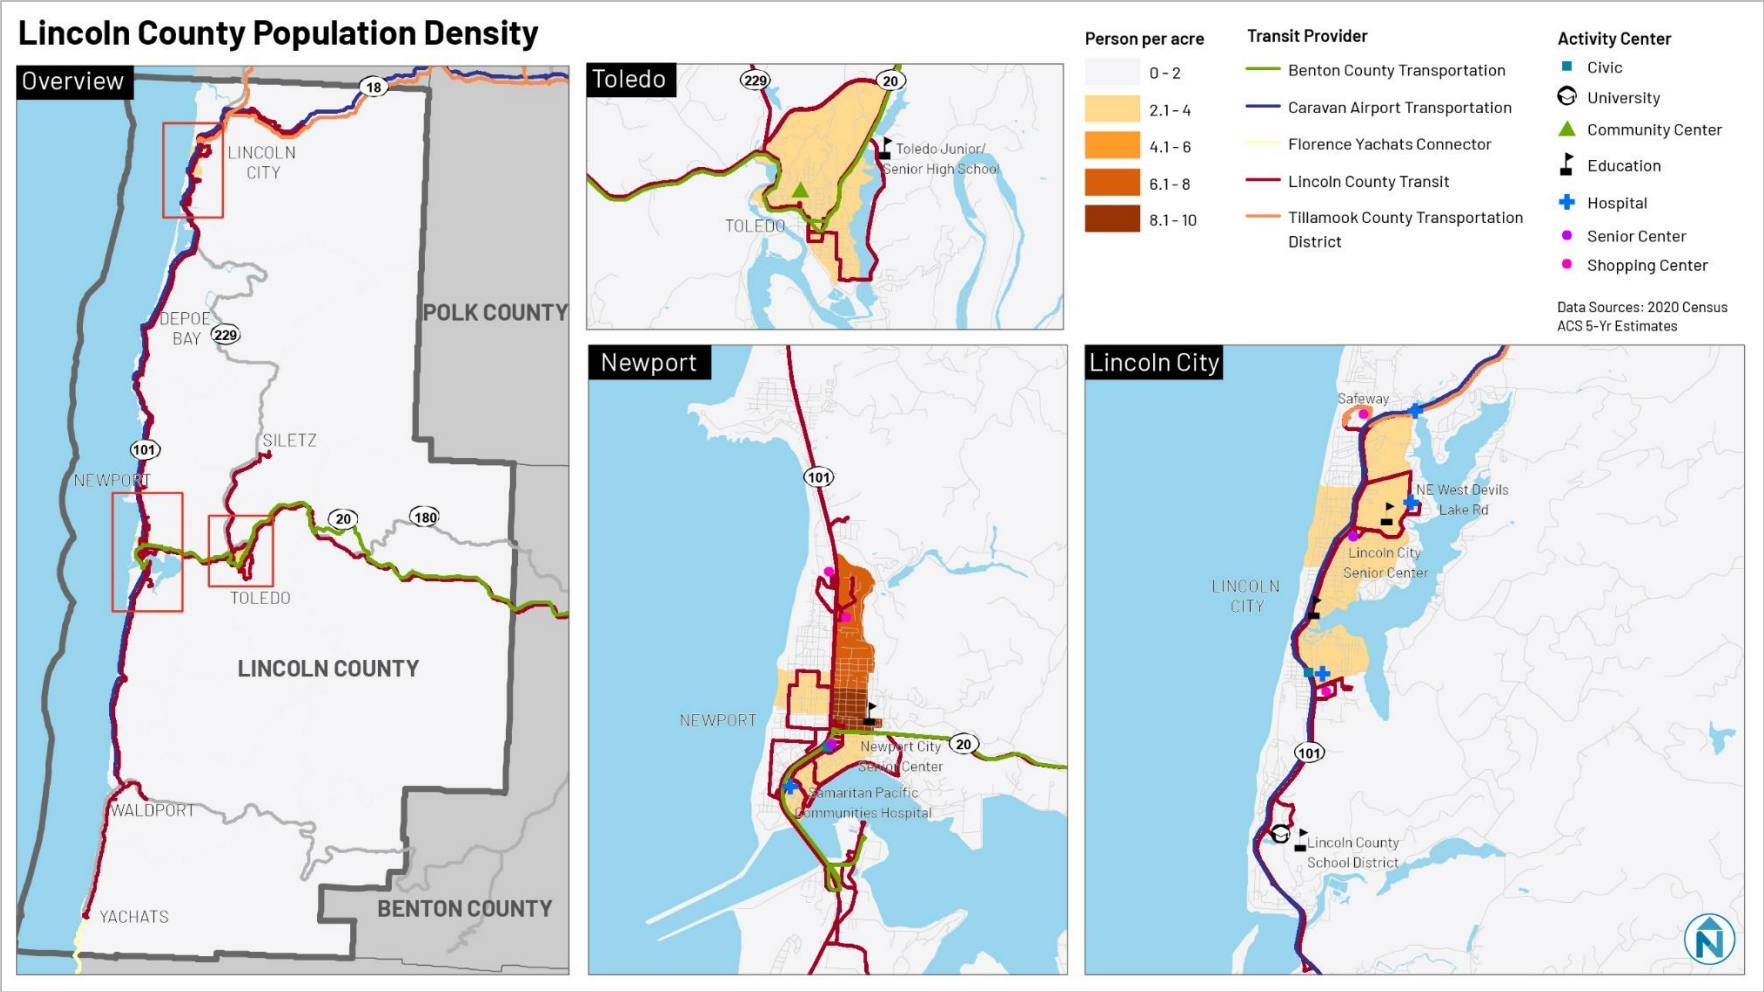 Lincoln County Population Density
Overview
18
LINCOLN
CITY
POLK COUNTY
DEPOE
BAY
229
SILETZ
101
NEWPORT
20
180
TOLEDO
LINCOLN COUNTY
WALDPORT
BENTON COUNTY
YACHATS
Toledo
229
20
Toledo Junior/
Senior High School
TOLEDO
Person per acre
0 - 2
2.1 - 4
4.1 - 6
6.1 - 8
8.1 - 10
Transit Provider
Benton County Transportation
Caravan Airport Transportation
Florence Yachats Connector
Lincoln County Transit
Tillamook County Transportation
District
Activity Center
Civic
University
Community Center
Education
Hospital
Senior Center
Shopping Center
Data Sources: 2020 Census
ACS 5-Yr Estimates
Newport
101
NEWPORT
Newport City
Senior Center
20
Samaritan Pacific
Communities Hospital
Lincoln City
Safeway
NE West Devils
Lake Rd
Lincoln City
Senior Center
LINCOLN
CITY
101
Lincoln County
School District
N